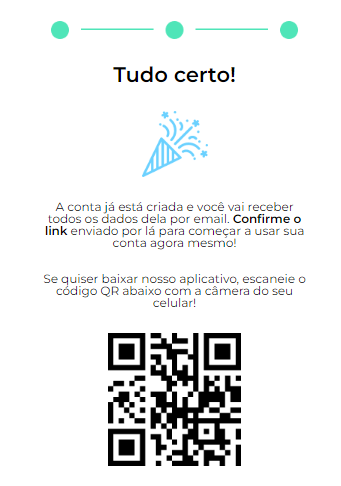 Tudo certo!
A conta já está criada e você vai receber
todos os dados dela por email. Confirme o
link enviado por lá para começar a usar sua
conta agora mesmo!
Se quiser baixar nosso aplicativo, escaneie o
código QR abaixo com a câmera do seu
celular!